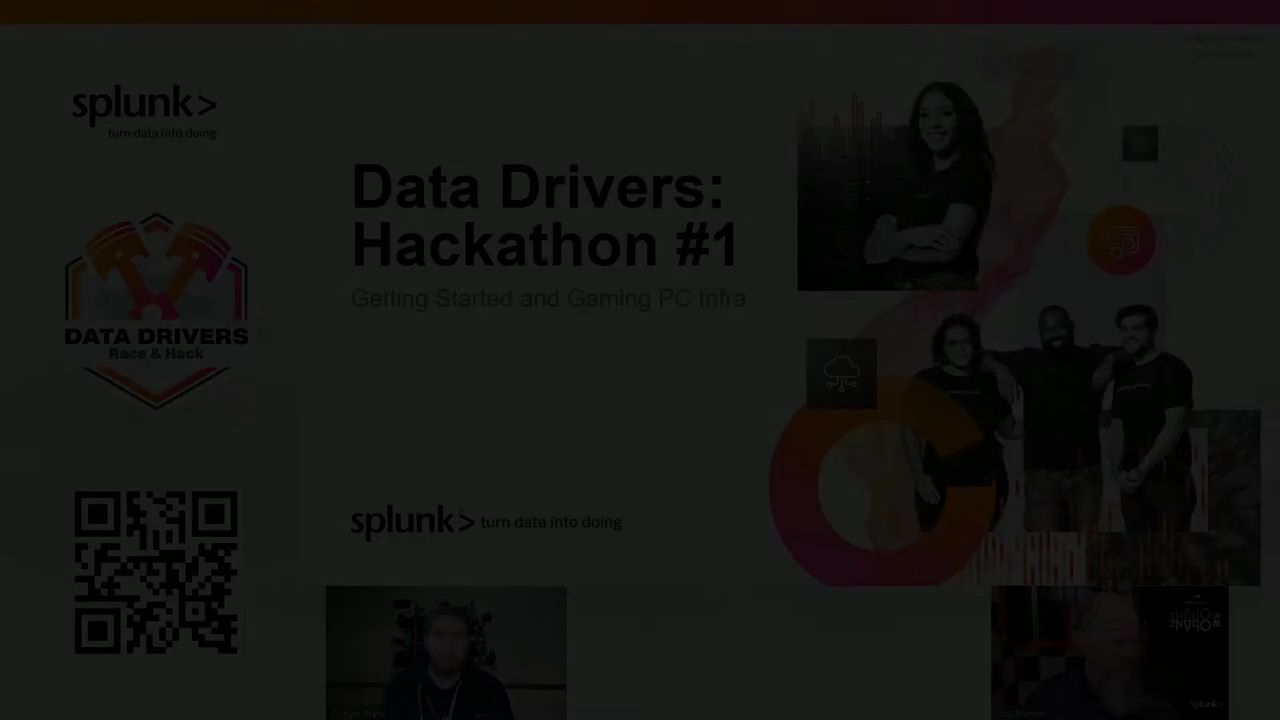 splunk>
turn data into doing
Data Drivers:
Hackathon #1
Getting Started and Gaming PC Infra
DATA DRIVERS
Race & Hack
splunk> turn data into doing
splunk>